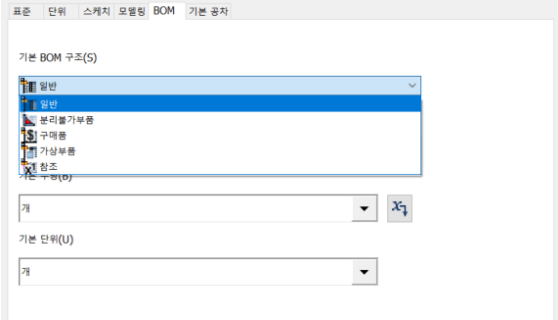 표준 단위 스케치 모델링 BOM 기본 공차
기본 BOM 구조(S)
일반
일반
분리불가부품
구매품
가상부품
참조
개
기본 단위(U)
개